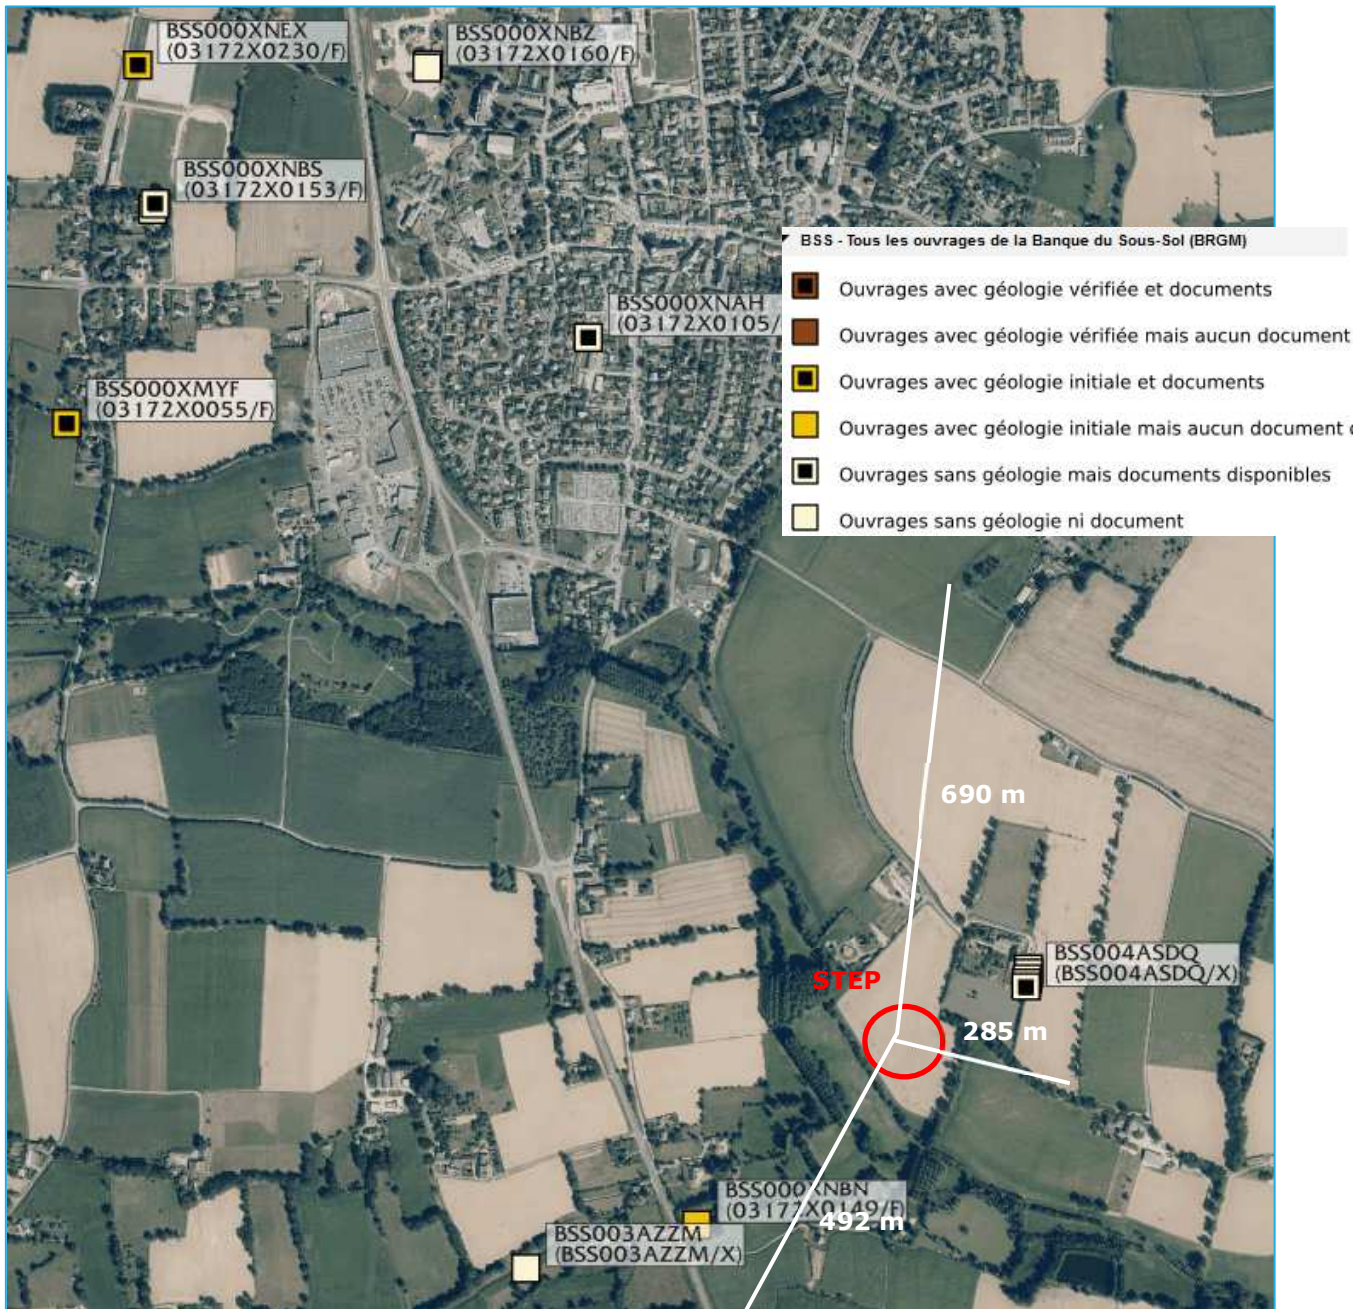 BSS000XNEX
(03172X0230/F)
BSS000XNBZ
(03172X0160/F)
BSS000XNBS
(03172X0153/F)
BSS - Tous les ouvrages de la Banque du Sous-Sol (BRGM)
Ouvrages avec géologie vérifiée et documents
Ouvrages avec géologie vérifiée mais aucun document
Ouvrages avec géologie initiale et documents
Ouvrages avec géologie initiale mais aucun document
Ouvrages sans géologie mais documents disponibles
Ouvrages sans géologie ni document
BSS000XNAH
(03172X0105/
BSS000XMYF
(03172X0055/F)
690 m
BSS004ASDQ
(BSS004ASDQ/X)
STEP
285 m
BSS000XNBN
(03172X0149/F)
492 m
BSS003AZZM
(BSS003AZZM/X)